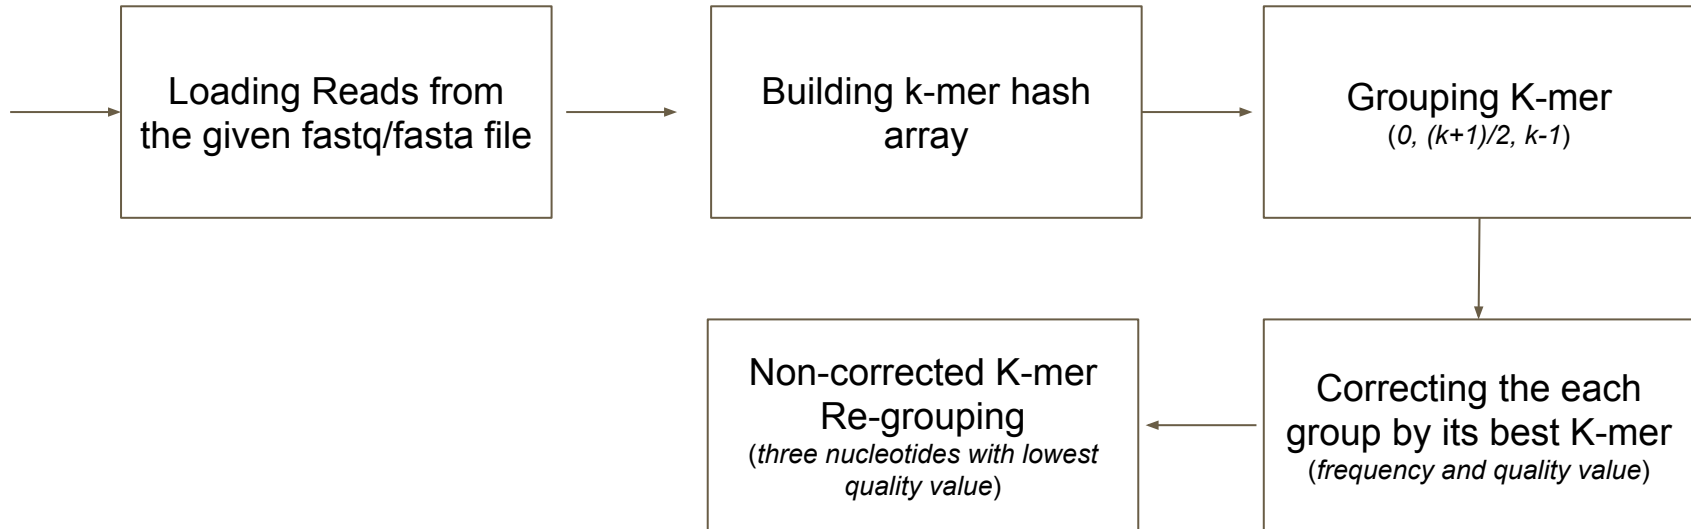 Loading Reads from
the given fastq/fasta file
Building k-mer hash
array
Grouping K-mer
(0, (k+1)/2, k-1)
Correcting the each
group by its best K-mer
(frequency and quality value)
Non-corrected K-mer
Re-grouping
(three nucleotides with lowest
quality value)